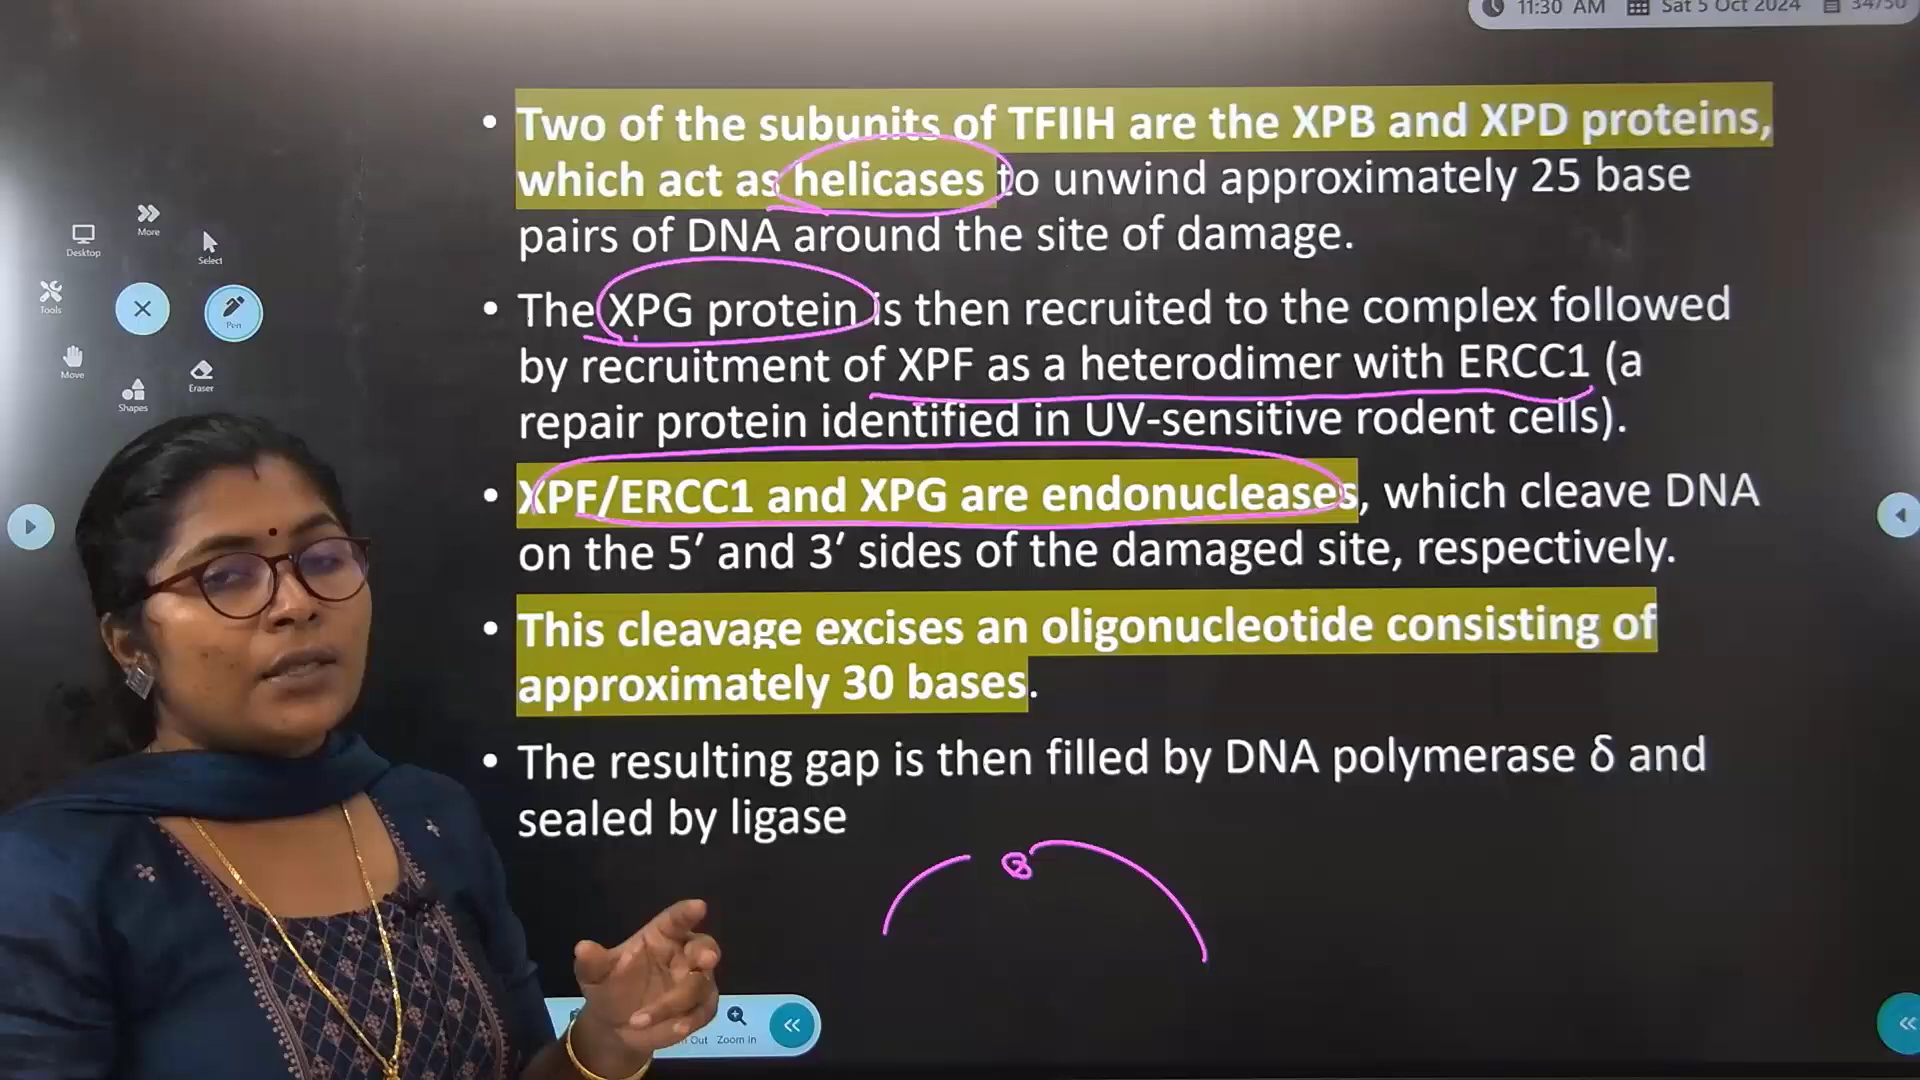 11:30 AM Sat 5 Oct 2024 34/50
• Two of the subunits of TFIIH are the XPB and XPD proteins,
which act as helicases to unwind approximately 25 base
pairs of DNA around the site of damage.
• The XPG protein is then recruited to the complex followed
by recruitment of XPF as a heterodimer with ERCC1 (a
repair protein identified in UV-sensitive rodent cells).
• XPF/ERCC1 and XPG are endonucleases, which cleave DNA
on the 5′ and 3′ sides of the damaged site, respectively.
• This cleavage excises an oligonucleotide consisting of
approximately 30 bases.
• The resulting gap is then filled by DNA polymerase δ and
sealed by ligase
More
Desktop
Select
Tools
Pen
Move
Eraser
Shapes
Out Zoom In